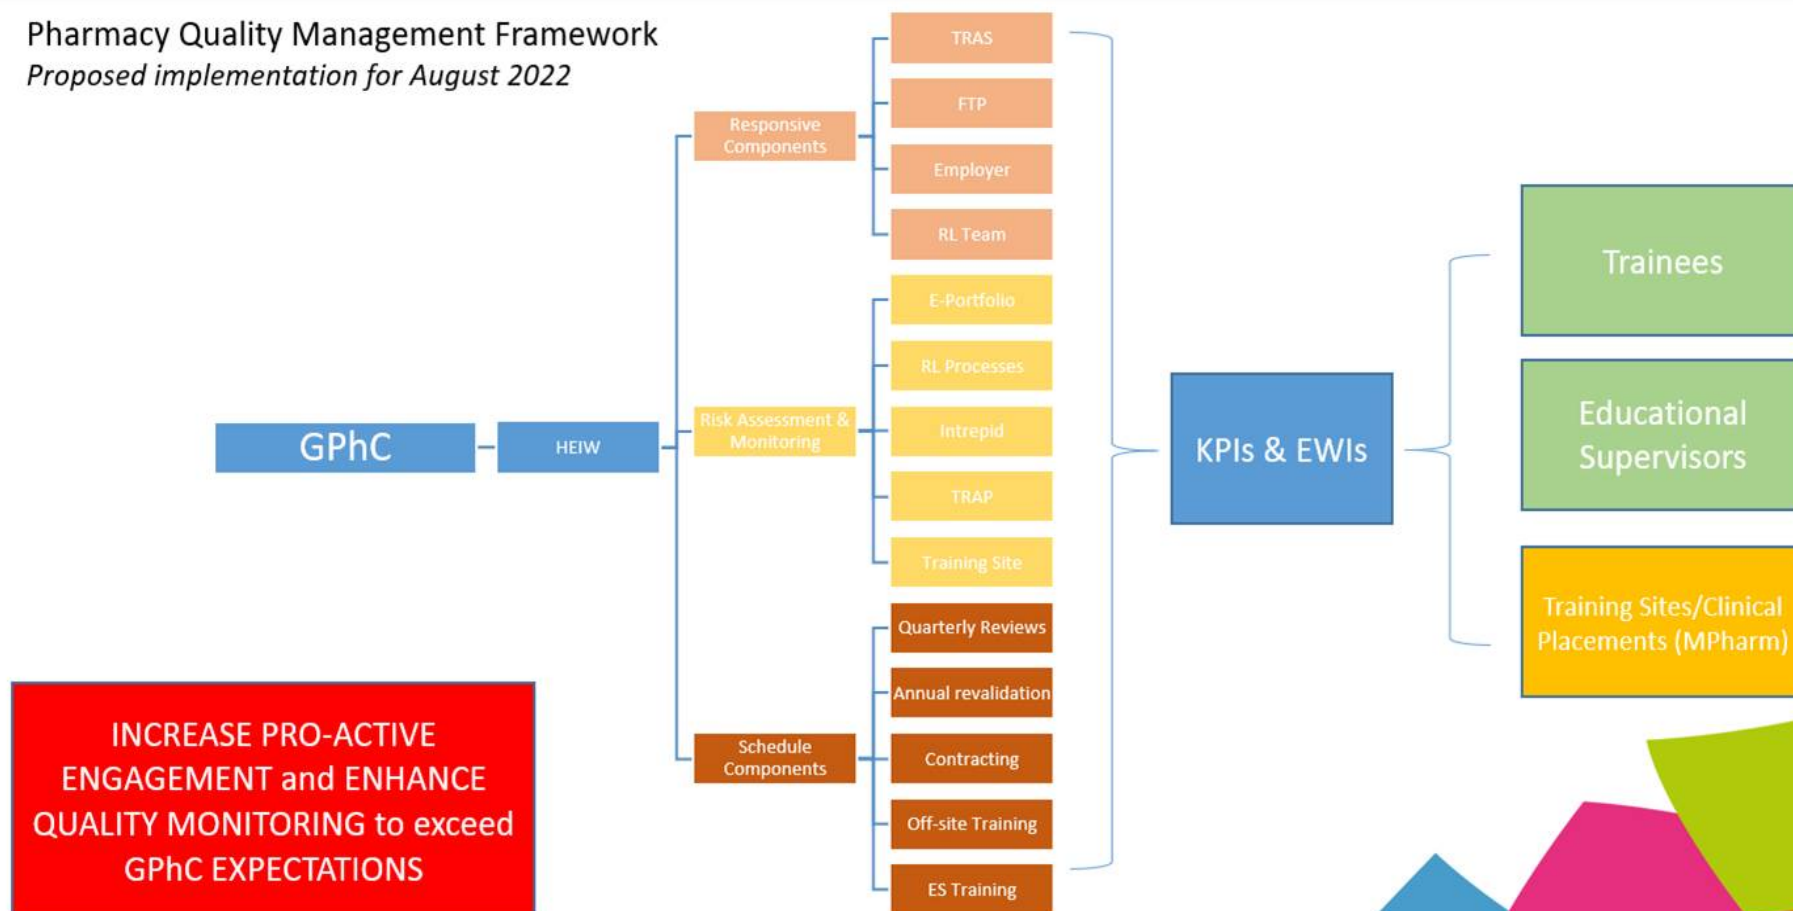 Pharmacy Quality Management Framework
Proposed implementation for August 2022
TRAS
FTP
Responsive
Components
Employer
RL Team
E-Portfolio
RL Processes
Risk Assessment &
Monitoring
Intrepid
TRAP
Training Site
GPhC
HEIW
Quarterly Reviews
Annual revalidation
Schedule
Components
Contracting
Off-site Training
ES Training
KPIs & EWIs
Trainees
Educational
Supervisors
Training Sites/Clinical
Placements (MPharm)
INCREASE PRO-ACTIVE
ENGAGEMENT and ENHANCE
QUALITY MONITORING to exceed
GPhC EXPECTATIONS